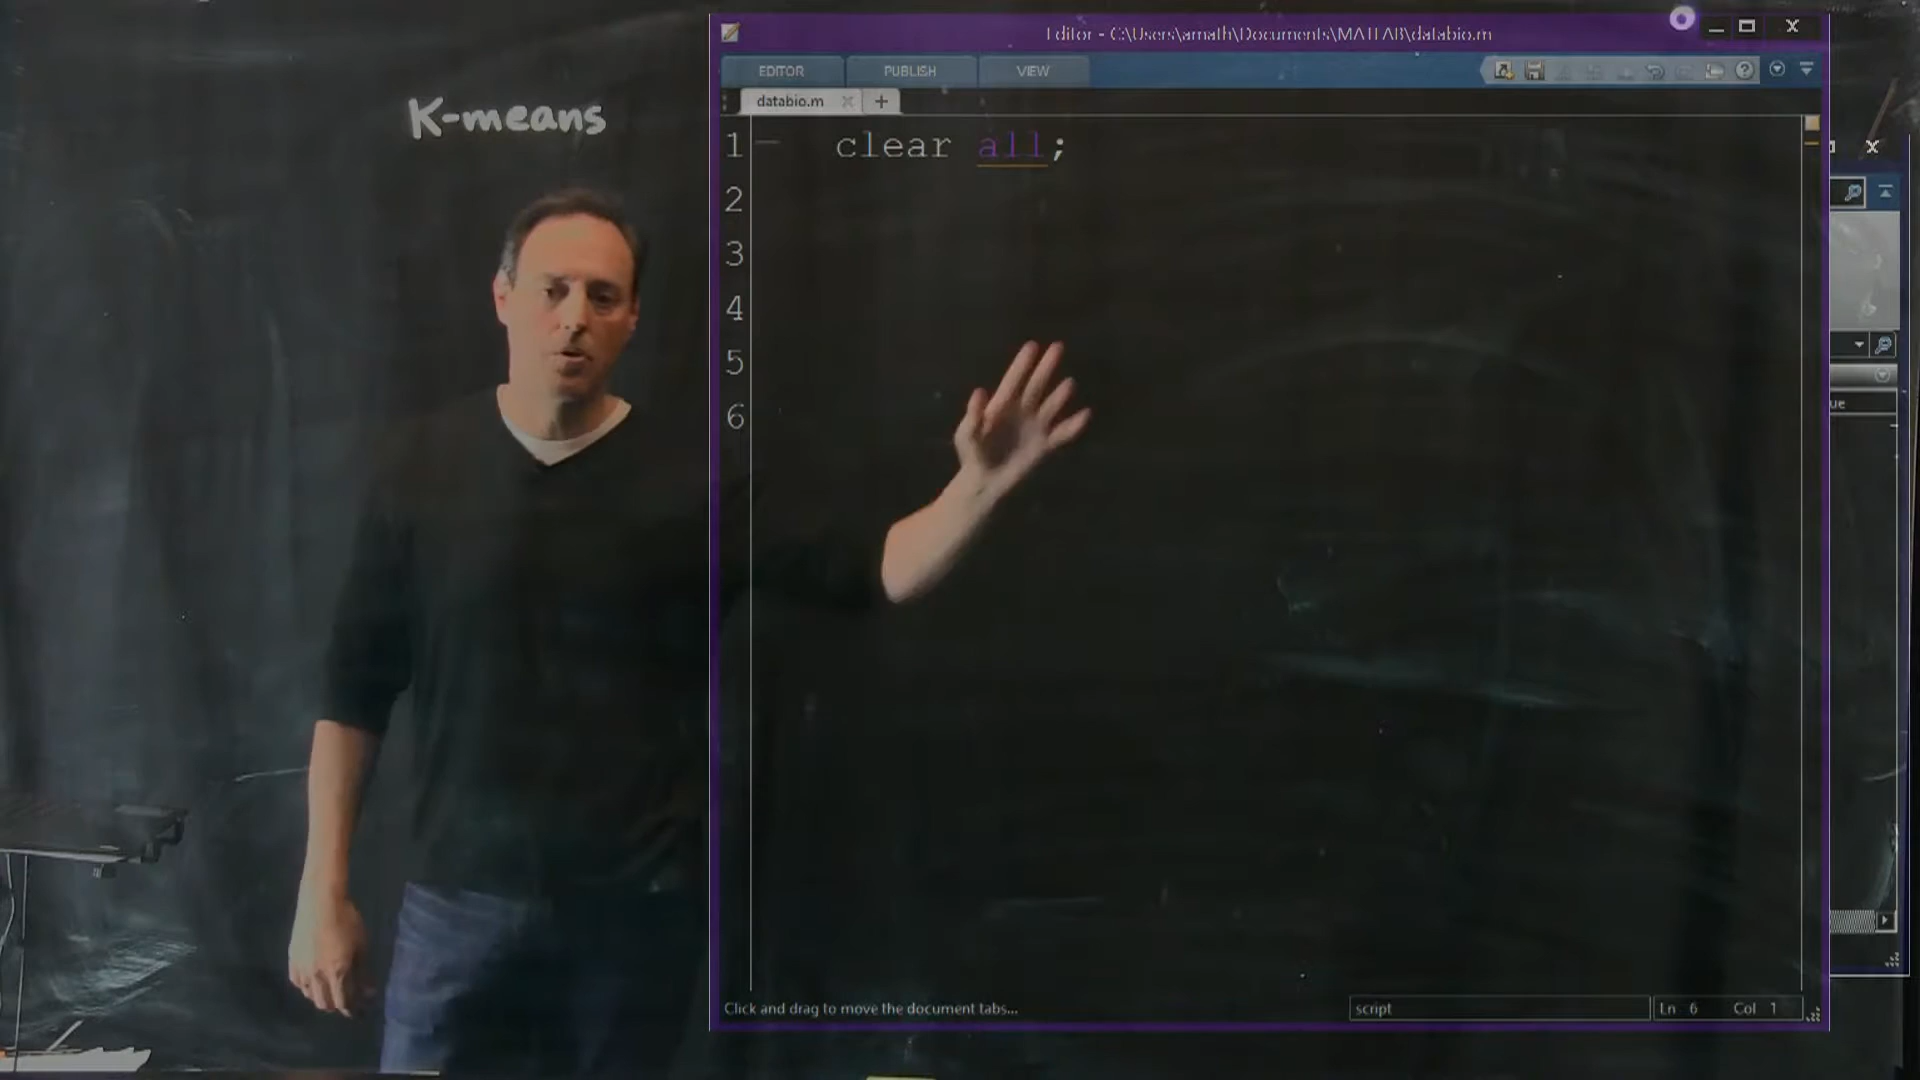 K-means
Editor - C:\Users\amath\Documents\MATLAB\databio.m
EDITOR PUBLISH VIEW
databio.m
1 clear all;
2
3
4
5
6
ue
Click and drag to move the document tabs...
script
Ln 6 Col 1